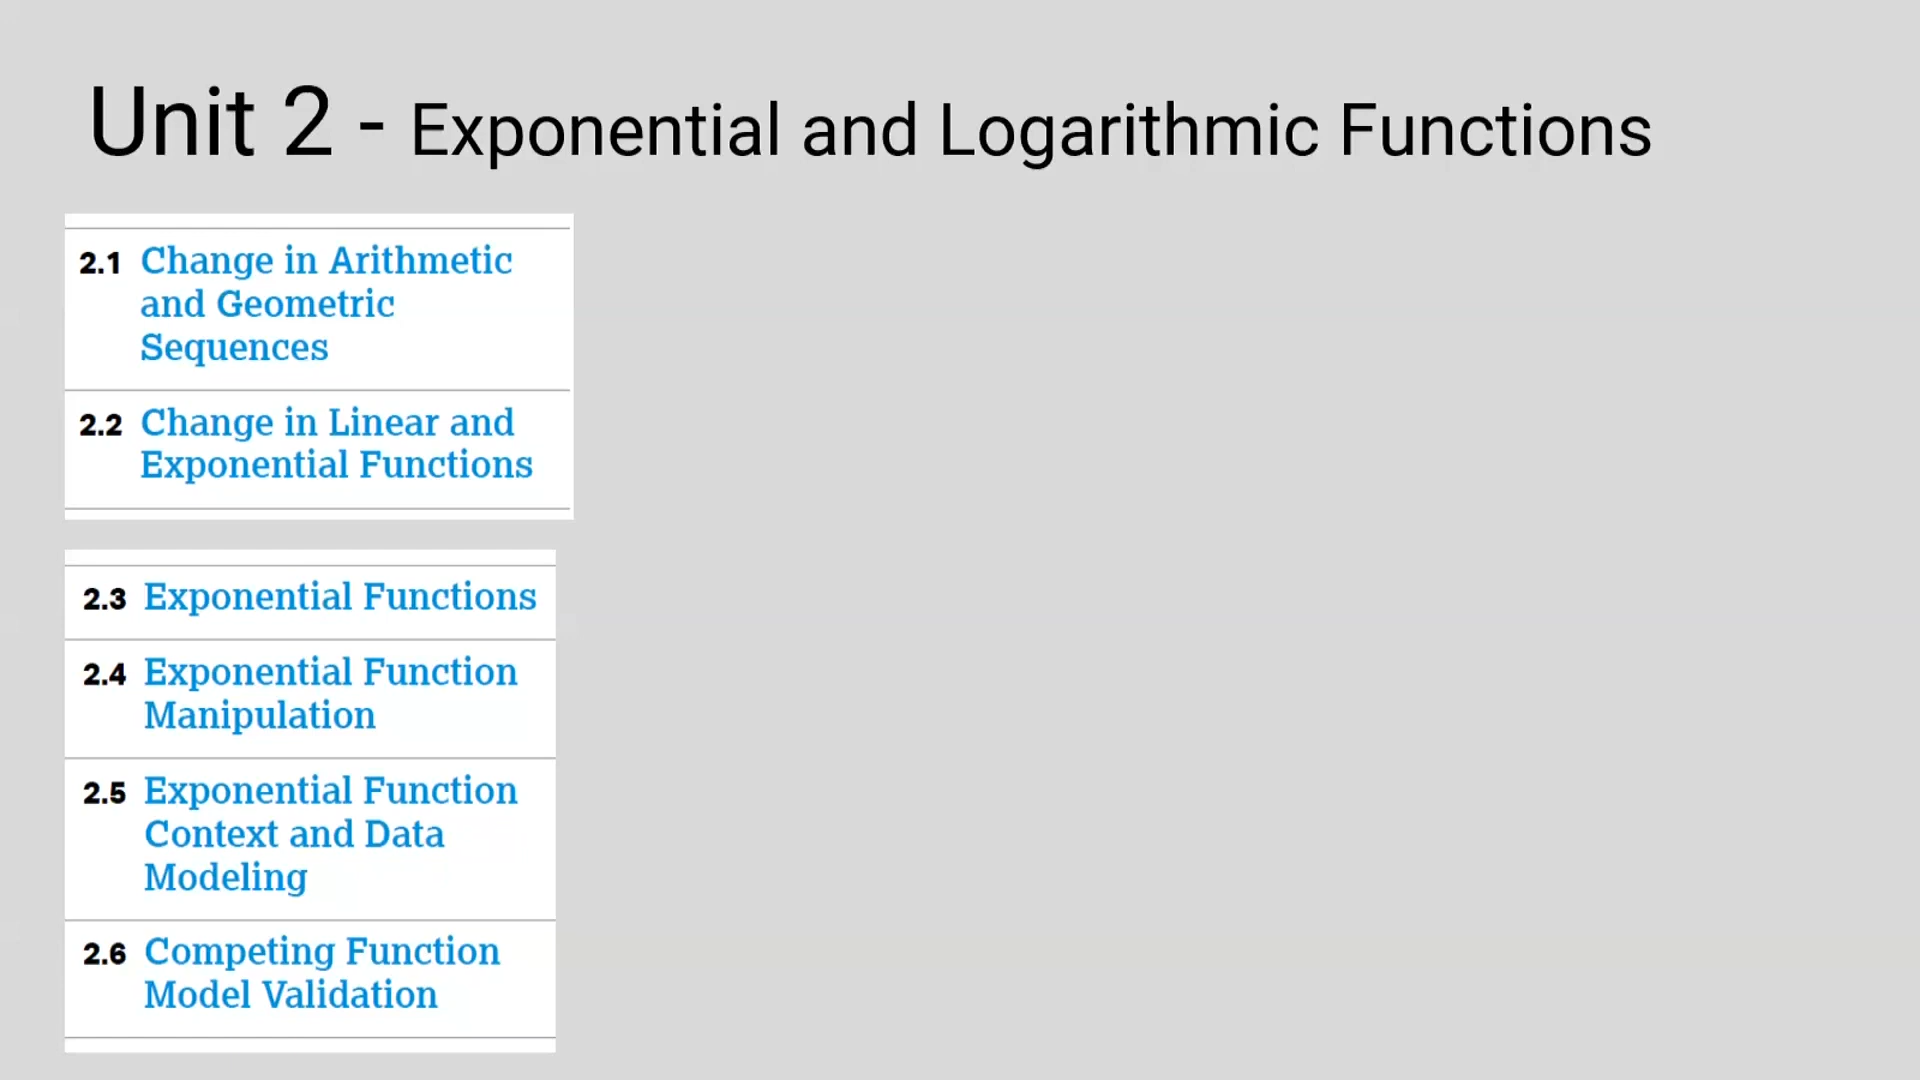 Unit 2 - Exponential and Logarithmic Functions
2.1 Change in Arithmetic
and Geometric
Sequences
2.2 Change in Linear and
Exponential Functions
2.3 Exponential Functions
2.4 Exponential Function
Manipulation
2.5 Exponential Function
Context and Data
Modeling
2.6 Competing Function
Model Validation